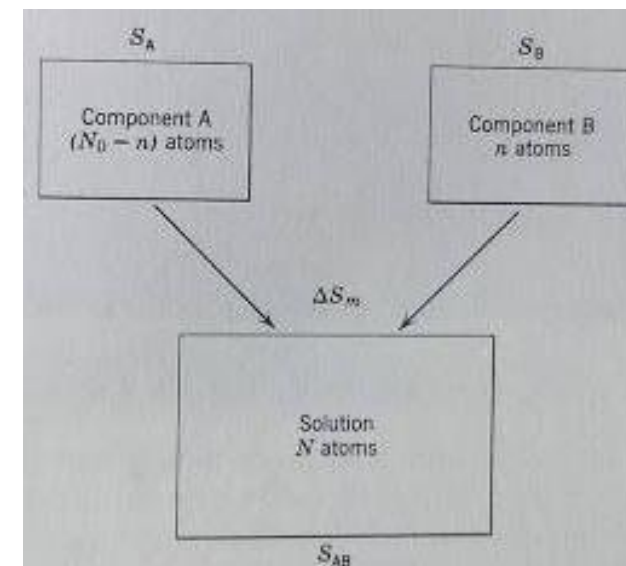 S_A
S_B
Component A
(N_0 − n) atoms
Component B
n atoms
ΔS_m
Solution
N atoms
S_AB